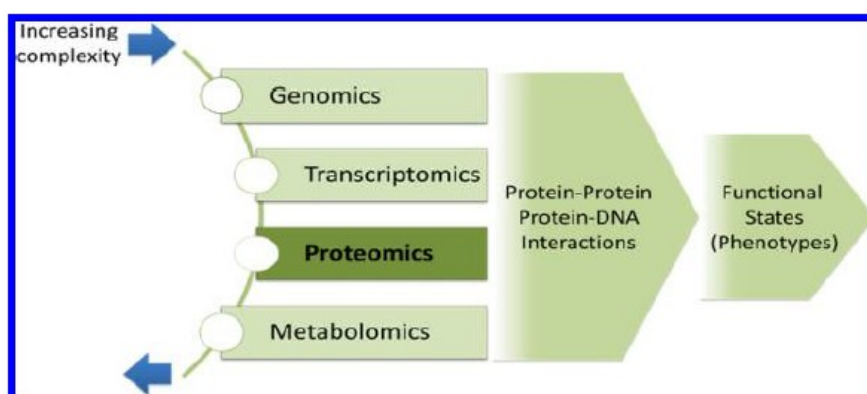 Increasing
complexity
Genomics
Transcriptomics
Proteomics
Metabolomics
Protein-Protein
Protein-DNA
Interactions
Functional
States
(Phenotypes)